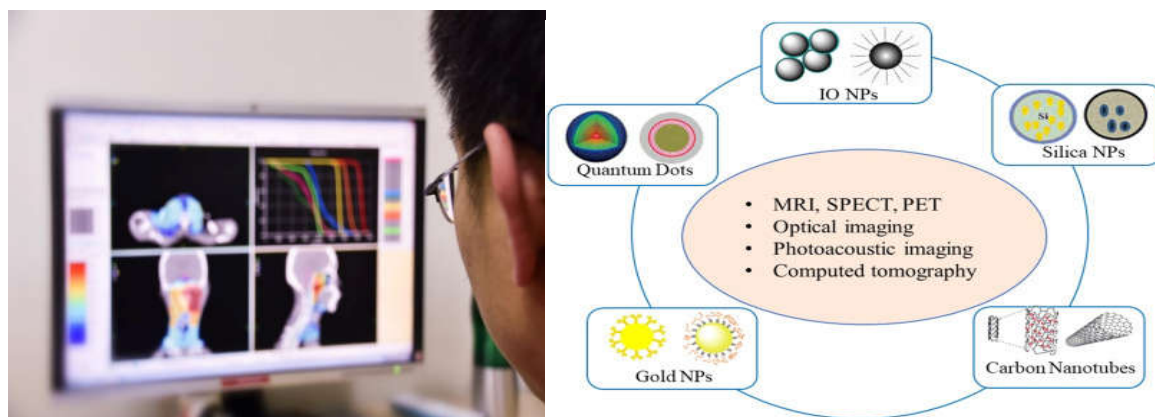 IO NPs
Quantum Dots
Si
Silica NPs
• MRI, SPECT, PET
• Optical imaging
• Photoacoustic imaging
• Computed tomography
Gold NPs
Carbon Nanotubes